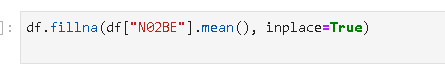 ]: df.fillna(df["N02BE"].mean(), inplace=True)